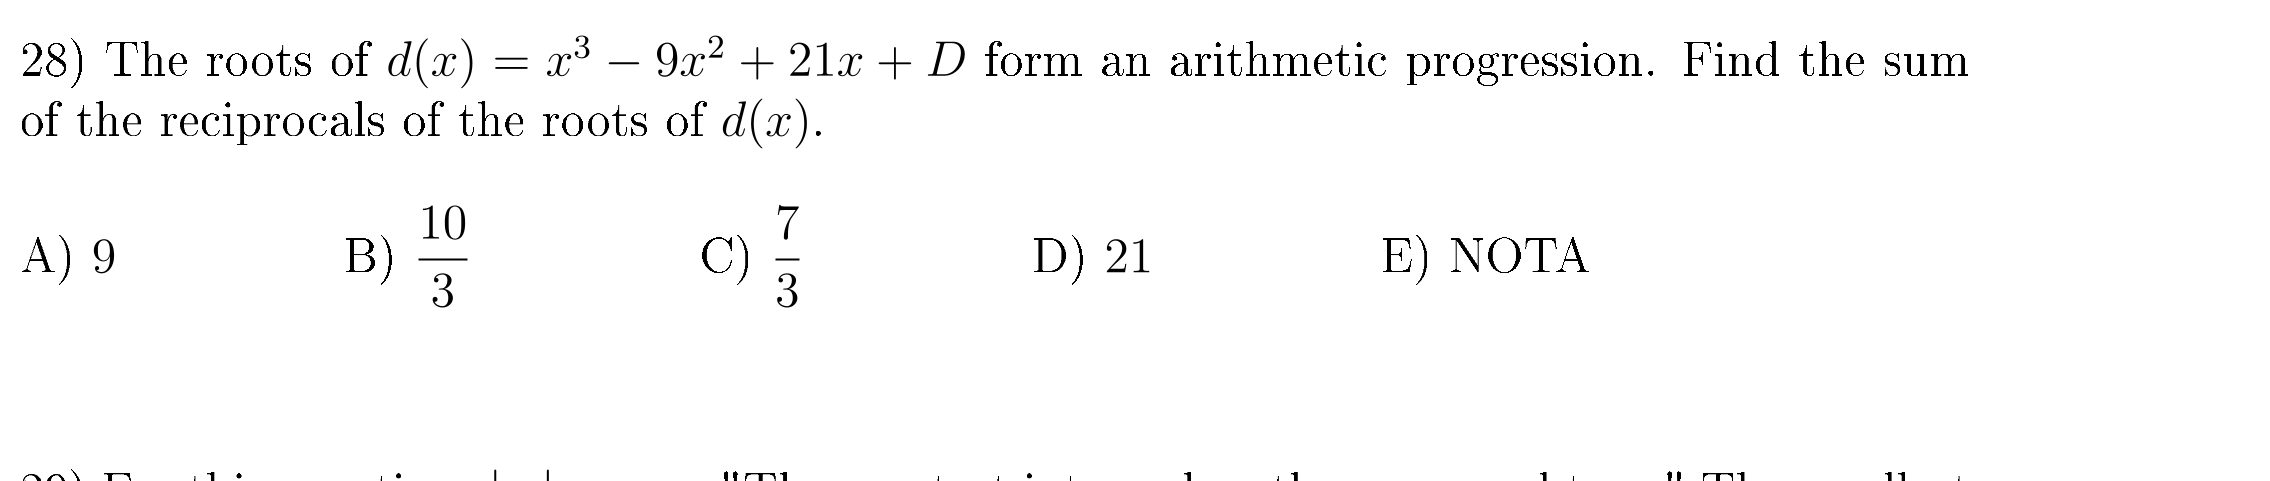 28) The roots of d(x) = x³ − 9x² + 21x + D form an arithmetic progression. Find the sum
of the reciprocals of the roots of d(x).
A) 9 B) 10/3 C) 7/3 D) 21 E) NOTA